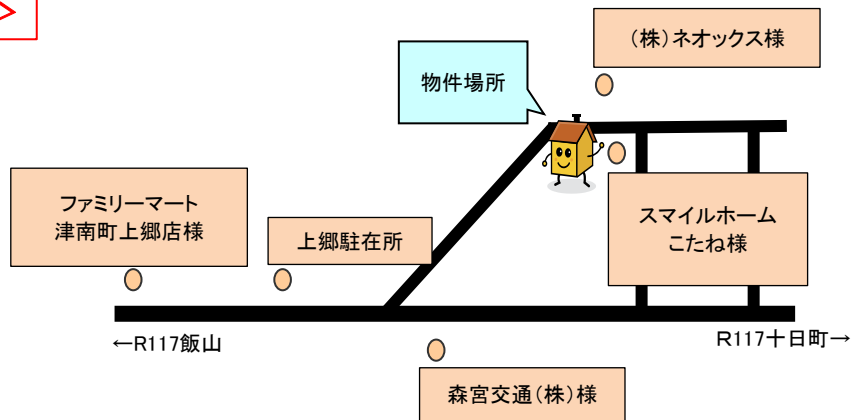 (株)ネオックス様
物件場所
ファミリーマート
津南町上郷店様
上郷駐在所
スマイルホーム
こたね様
←R117飯山
R117十日町→
森宮交通(株)様